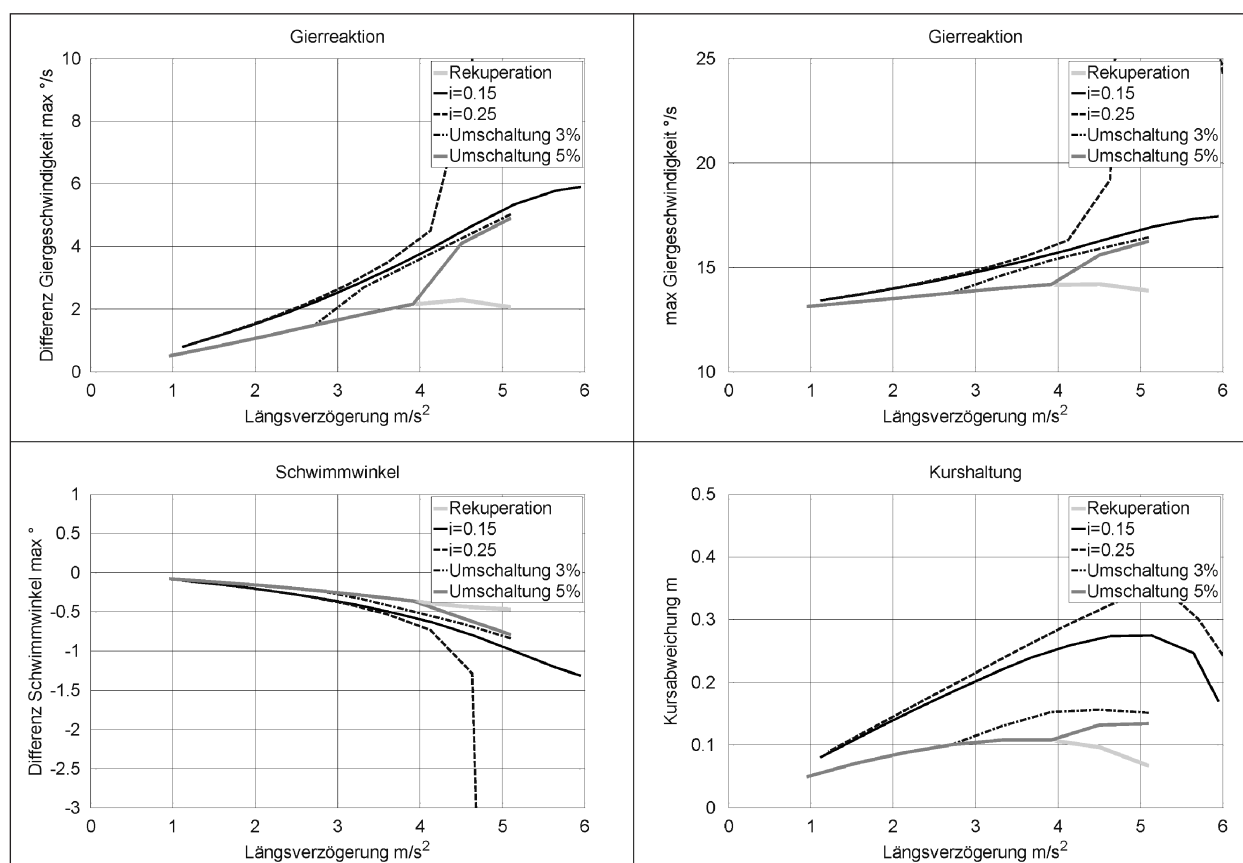 Gierreaktion
Differenz Giergeschwindigkeit max °/s
10
8
6
4
2
0
Rekuperation
i=0.15
i=0.25
Umschaltung 3%
Umschaltung 5%
0 1 2 3 4 5 6
Längsverzögerung m/s²
Gierreaktion
max Giergeschwindigkeit °/s
25
20
15
10
Rekuperation
i=0.15
i=0.25
Umschaltung 3%
Umschaltung 5%
0 1 2 3 4 5 6
Längsverzögerung m/s²
Schwimmwinkel
Differenz Schwimmwinkel max °
1
0.5
0
-0.5
-1
-1.5
-2
-2.5
-3
Rekuperation
i=0.15
i=0.25
Umschaltung 3%
Umschaltung 5%
0 1 2 3 4 5 6
Längsverzögerung m/s²
Kurshaltung
Kursabweichung m
0.5
0.4
0.3
0.2
0.1
0
Rekuperation
i=0.15
i=0.25
Umschaltung 3%
Umschaltung 5%
0 1 2 3 4 5 6
Längsverzögerung m/s²